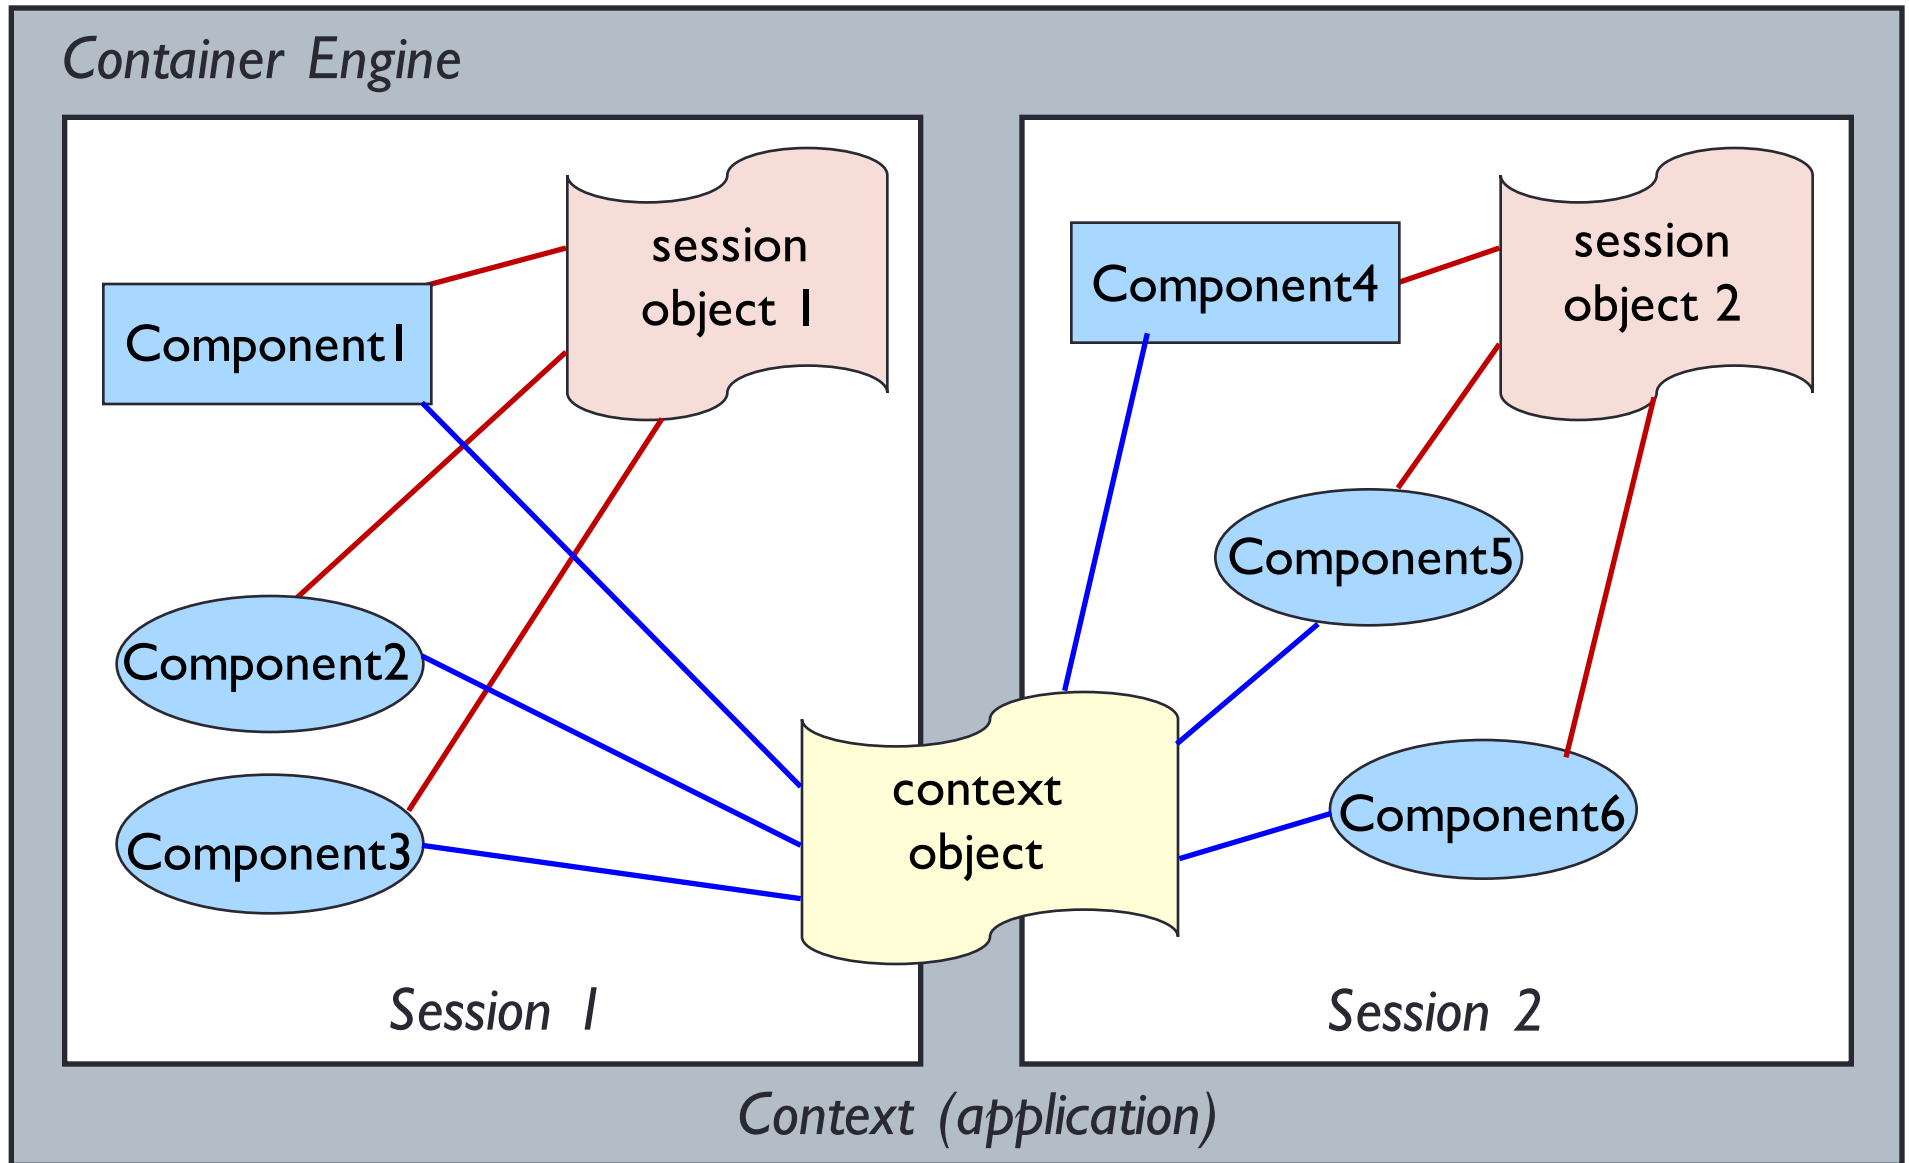 Container Engine
session
object 1
Component1
Component2
Component3
Session 1
session
object 2
Component4
Component5
Component6
context
object
Session 2
Context (application)